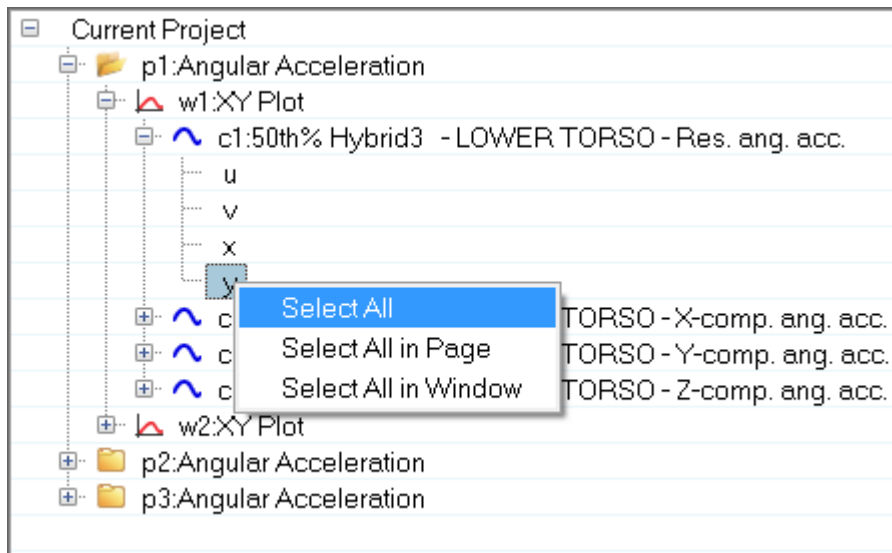 Current Project
p1:Angular Acceleration
w1:XY Plot
c1:50th% Hybrid3 - LOWER TORSO - Res. ang. acc.
u
v
x
y
Select All
c TORSO - X-comp. ang. acc.
Select All in Page
c TORSO - Y-comp. ang. acc.
Select All in Window
c TORSO - Z-comp. ang. acc.
w2:XY Plot
p2:Angular Acceleration
p3:Angular Acceleration